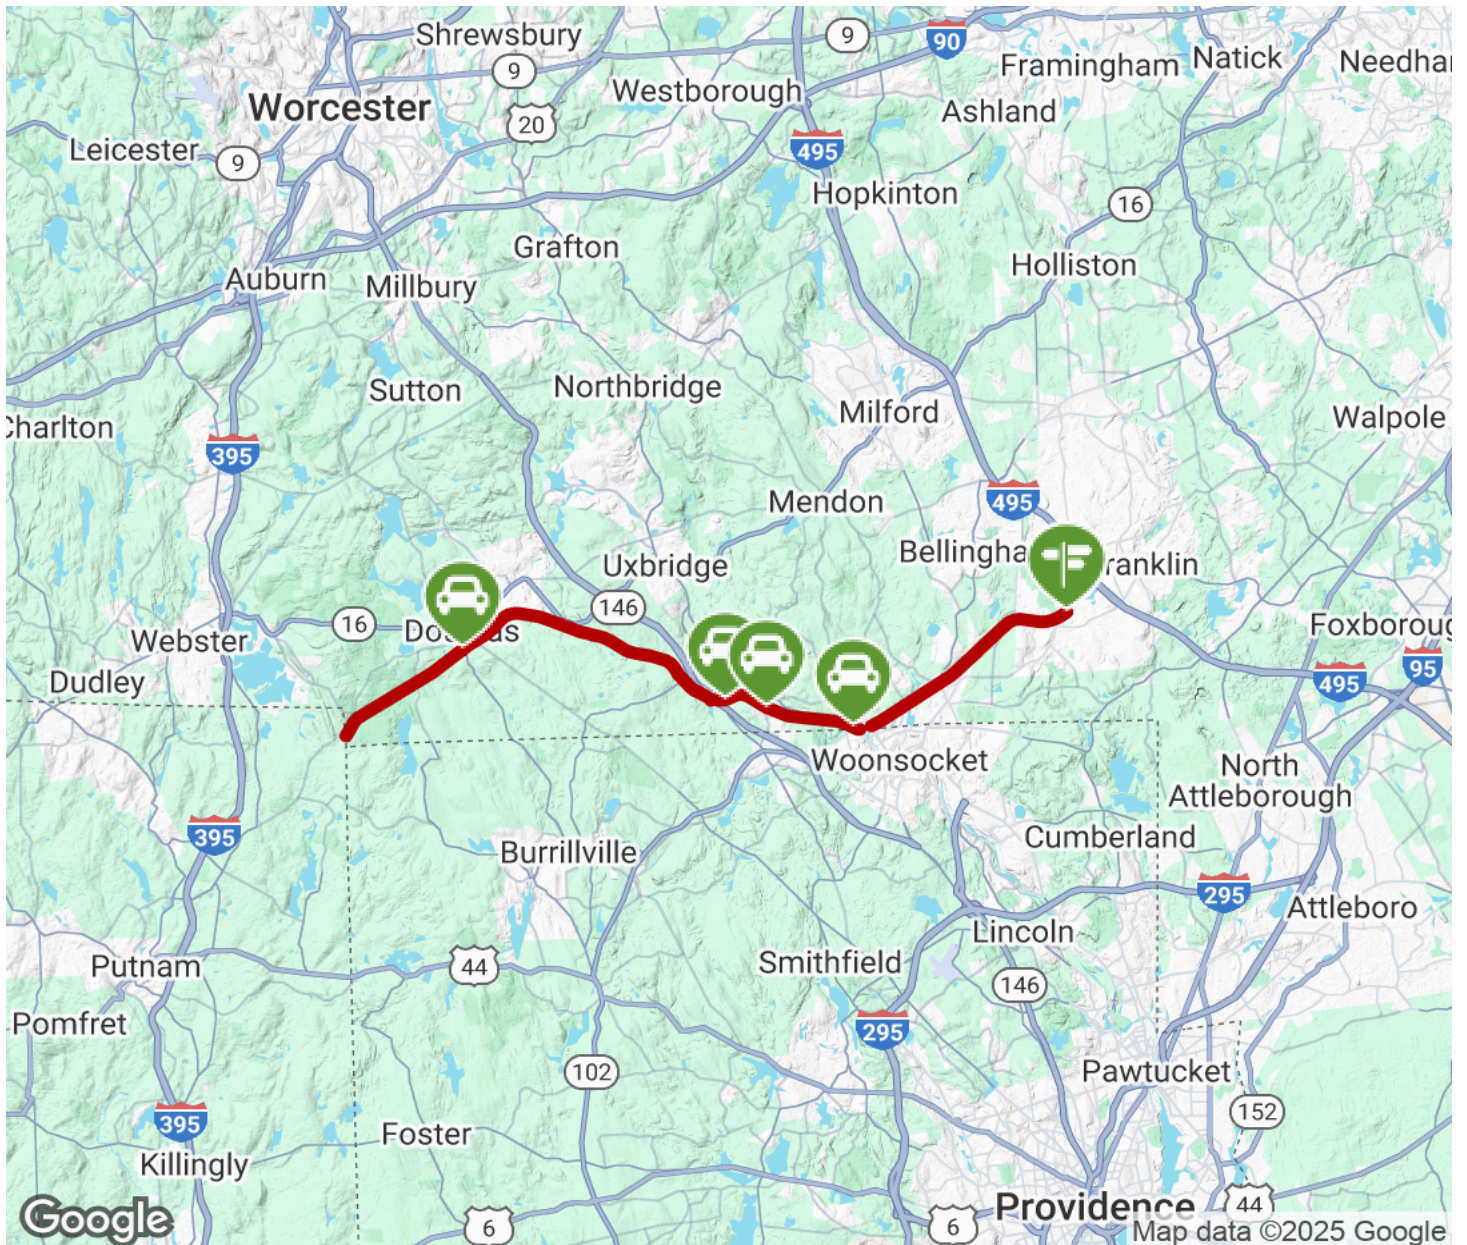 Shrewsbury
9
90
Natick
Framingham
Needha
9
Westborough
Worcester
Ashland
20
Leicester
9
495
Hopkinton
16
Grafton
Holliston
Auburn
Millbury
Sutton
Northbridge
Milford
Walpole
Charlton
395
495
Mendon
Bellingha
ranklin
Uxbridge
146
16
Do
as
Foxboroug
Webster
Dudley
495
95
Woonsocket
North
Attleborough
395
Cumberland
Burrillville
295
Attleboro
Lincoln
Putnam
44
Smithfield
146
Pomfret
295
102
Pawtucket
152
395
Foster
Killingly
Providence
44
6
6
Google
Map data ©2025 Google